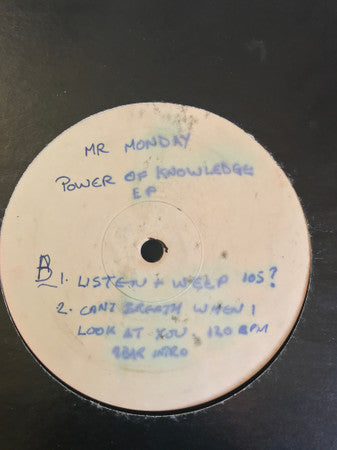 MR MONDAY
POWER OF KNOWLEDGE
EP
B 1. LISTEN + WEEP 105?
2. CANT BREATH WHEN I
LOOK AT YOU 120 BPM
8BAR INTRO